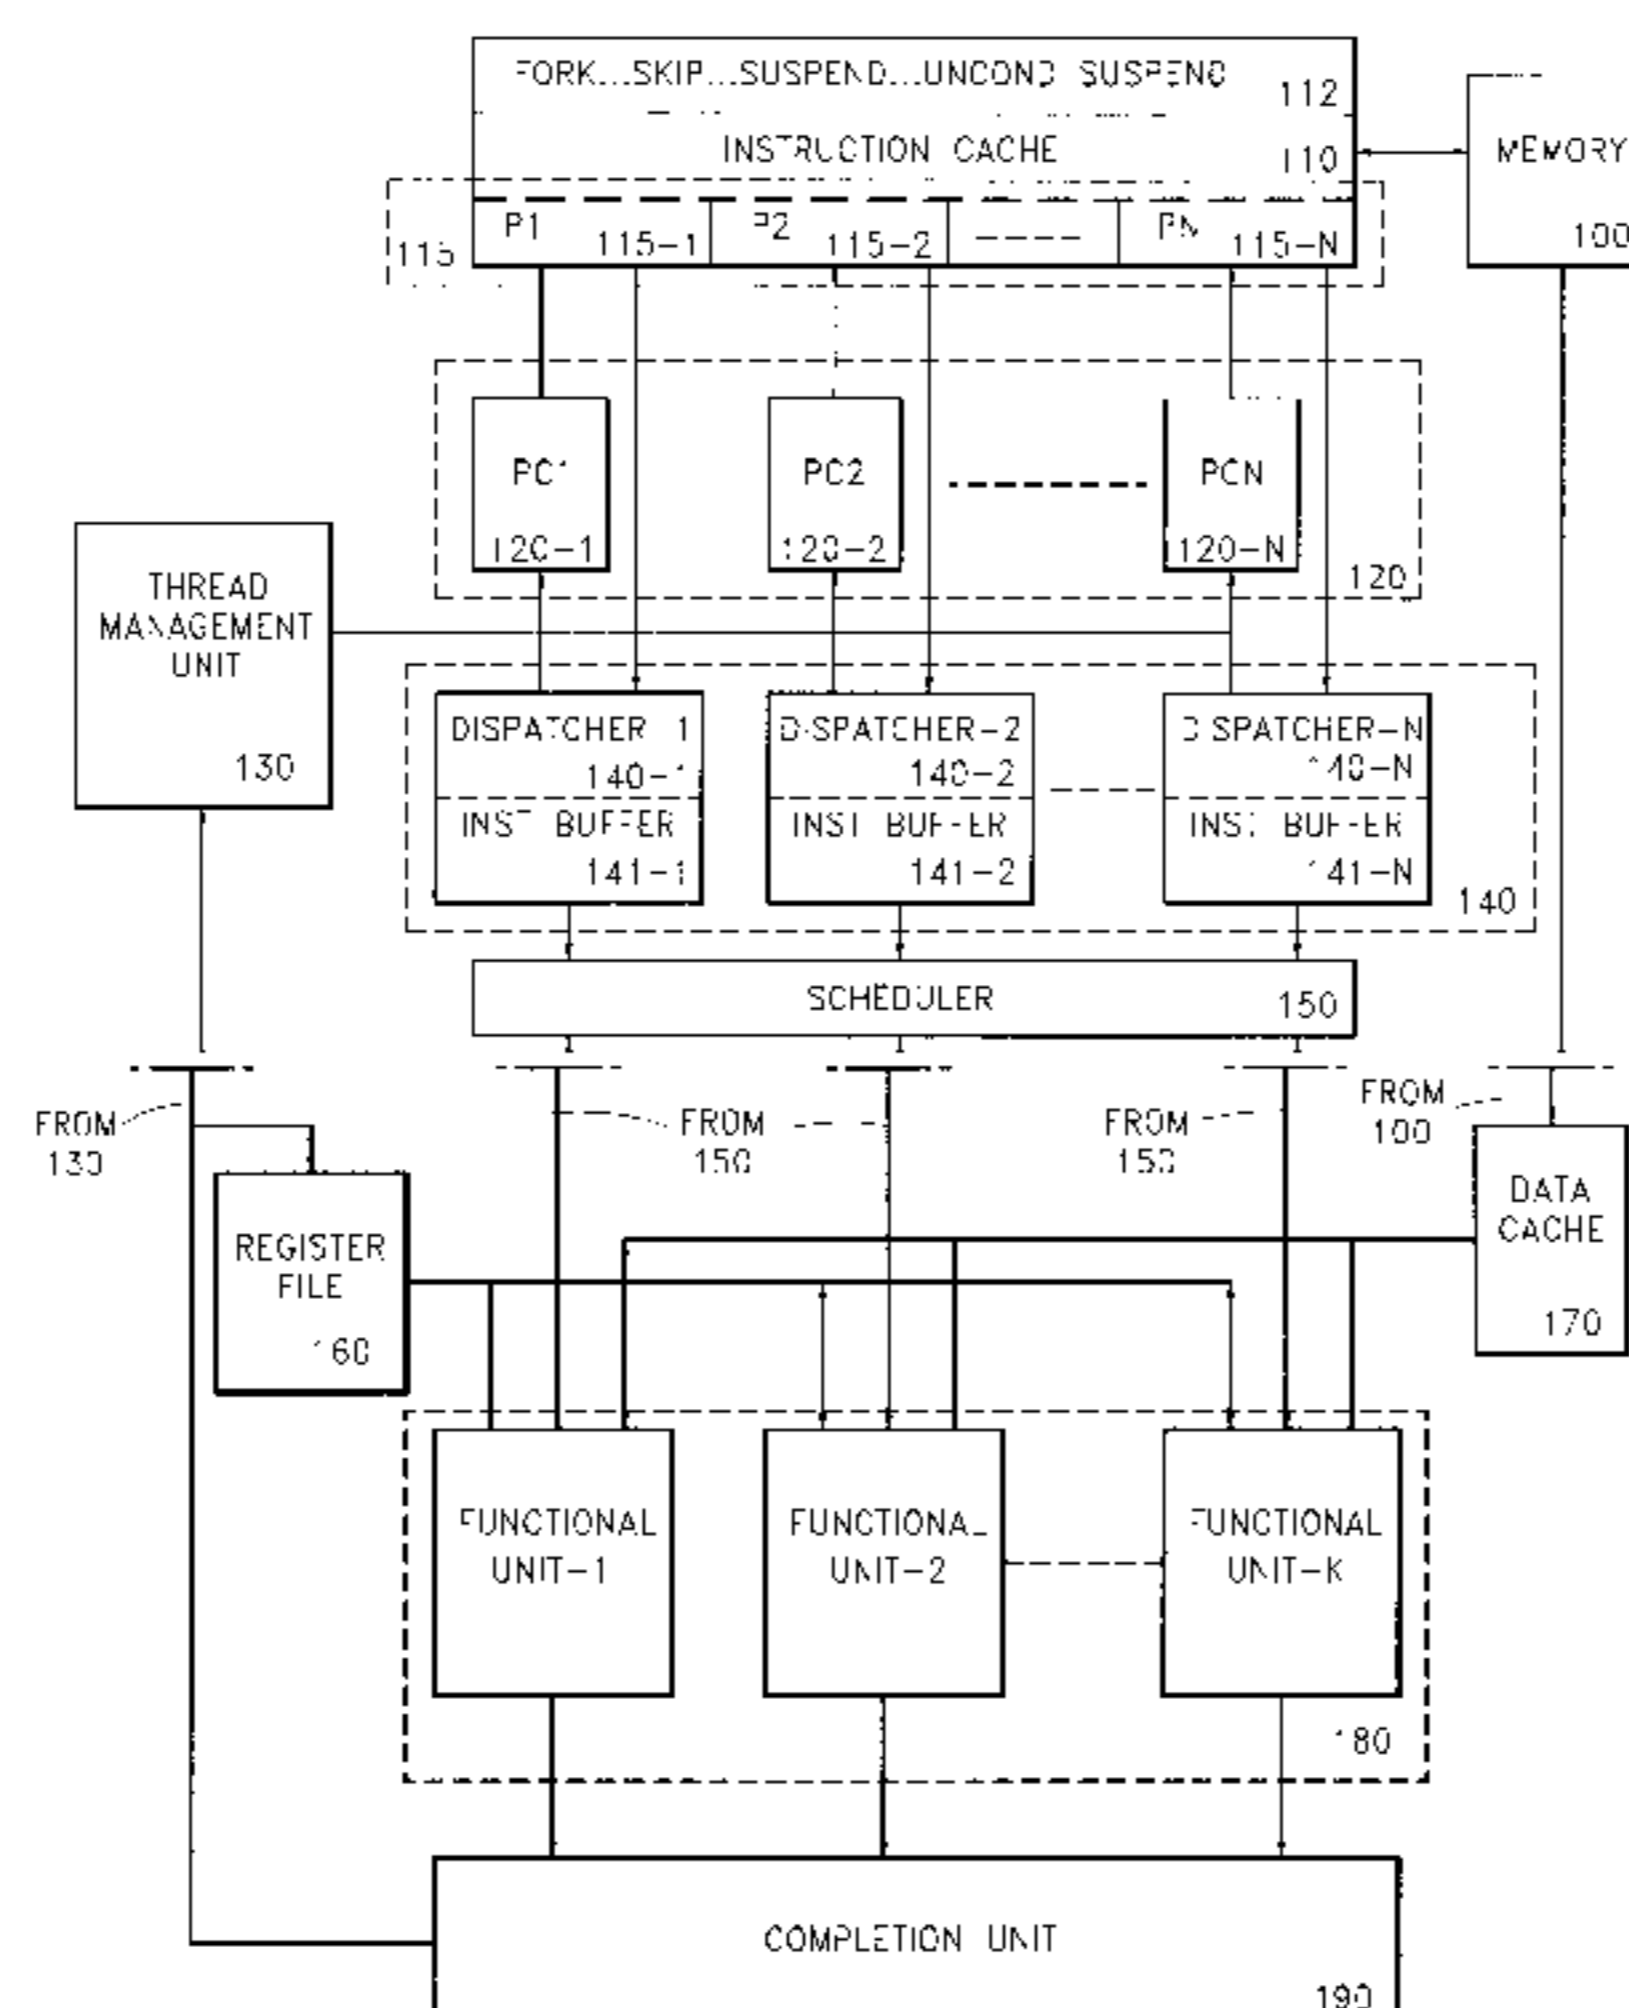 FORK...SKIP...SUSPEND...UNCOND SUSPEND
112
INSTRUCTION CACHE
110
MEMORY
100
P1 115-1
P2 115-2
PN 115-N
115
PC1
120-1
PC2
120-2
PCN
120-N
120
THREAD
MANAGEMENT
UNIT
130
DISPATCHER 1
140-1
INST BUFFER
141-1
DISPATCHER-2
140-2
INST BUFFER
141-2
DISPATCHER-N
140-N
INST BUFFER
141-N
140
SCHEDULER 150
FROM
130
FROM
150
FROM
150
FROM
100
REGISTER
FILE
160
DATA
CACHE
170
FUNCTIONAL
UNIT-1
FUNCTIONAL
UNIT-2
FUNCTIONAL
UNIT-K
180
COMPLETION UNIT
190